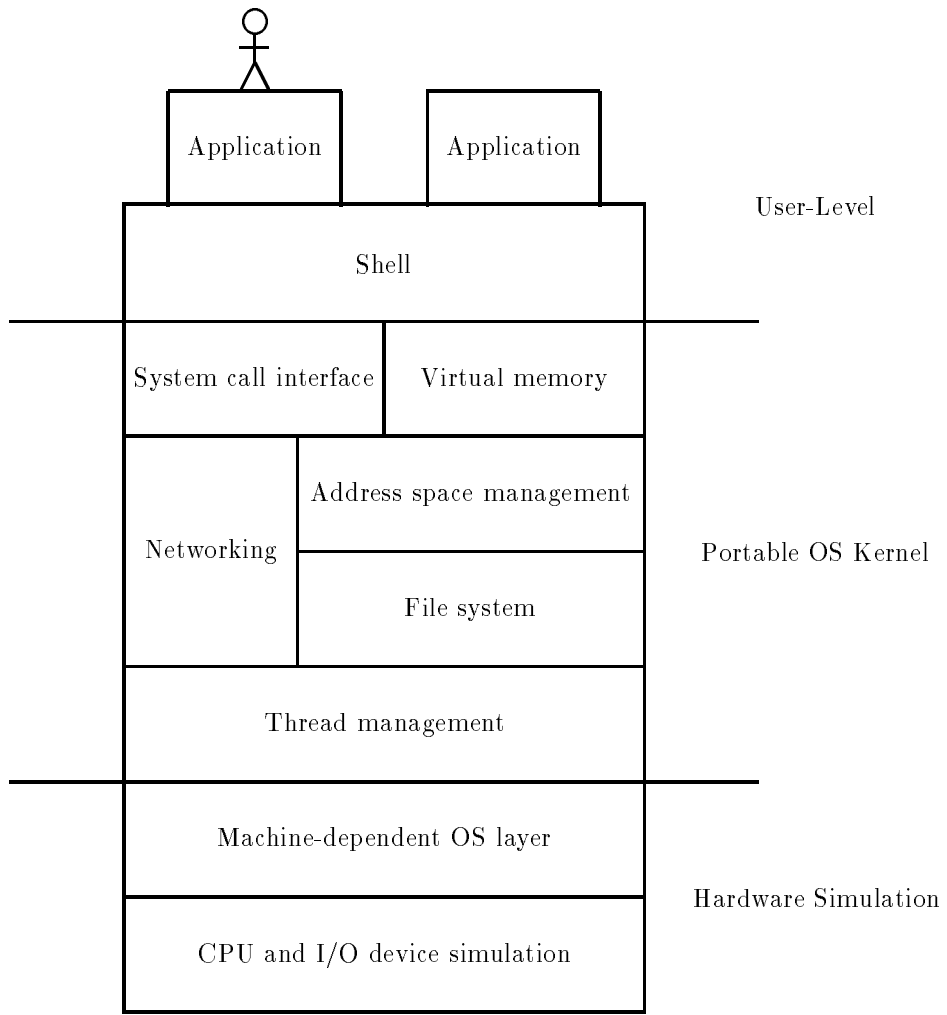 Application
Application
User-Level
Shell
System call interface
Virtual memory
Address space management
Networking
Portable OS Kernel
File system
Thread management
Machine-dependent OS layer
Hardware Simulation
CPU and I/O device simulation